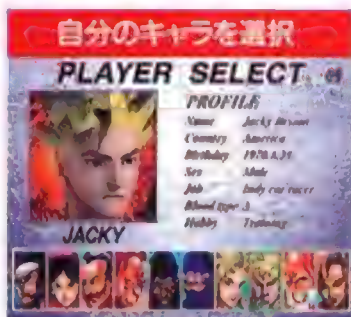 自分のキャラを選択
PLAYER SELECT
PROFILE
Name Jacky Bryant
Country America
Birthday 1970.8.28
Sex Male
Job Indy car racer
Blood type A
Hobby Training
JACKY